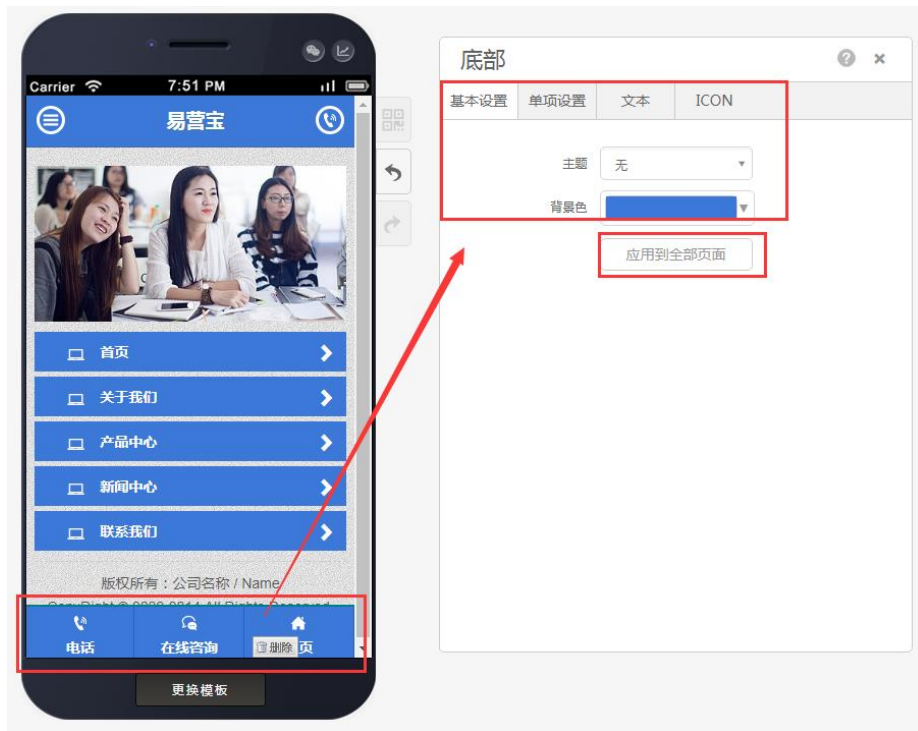 Carrier 7:51 PM
易营宝
首页
关于我们
产品中心
新闻中心
联系我们
版权所有：公司名称 / Name
电话 在线咨询 删除 页
更换模板
底部
基本设置 单项设置 文本 ICON
主题 无
背景色
应用到全部页面